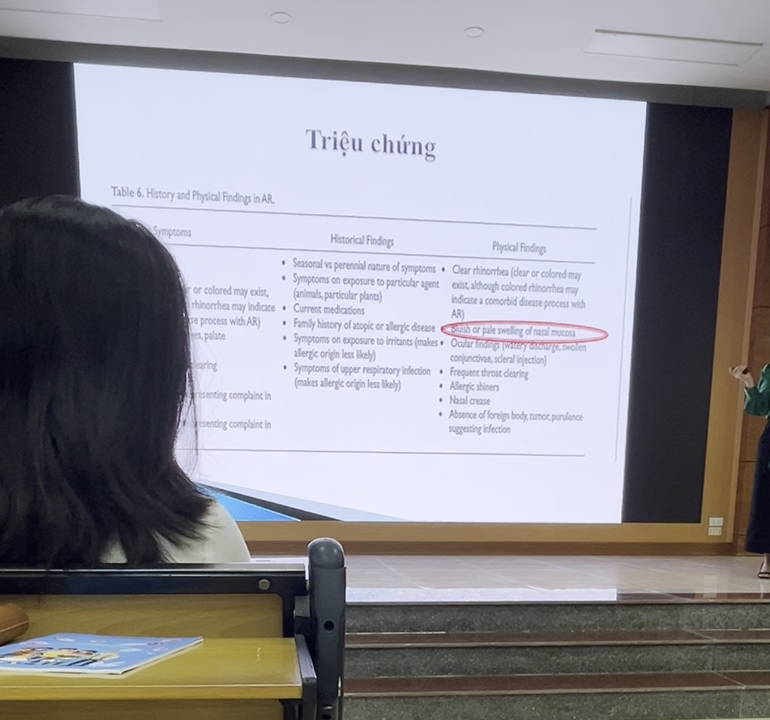 Triệu chứng
Table 6. History and Physical Findings in AR.
Symptoms
r or colored may exist,
rhinorrhea may indicate
se process with AR)
es, palate
earing
resenting complaint in
resenting complaint in
Historical Findings
• Seasonal vs perennial nature of symptoms
• Symptoms on exposure to particular agent
(animals, particular plants)
• Current medications
• Family history of atopic or allergic disease
• Symptoms on exposure to irritants (makes
allergic origin less likely)
• Symptoms of upper respiratory infection
(makes allergic origin less likely)
Physical Findings
• Clear rhinorrhea (clear or colored may
exist, although colored rhinorrhea may
indicate a comorbid disease process with
AR)
• Bluish or pale swelling of nasal mucosa
• Ocular findings (watery discharge, swollen
conjunctivae, scleral injection)
• Frequent throat clearing
• Allergic shiners
• Nasal crease
• Absence of foreign body, tumor, purulence
suggesting infection